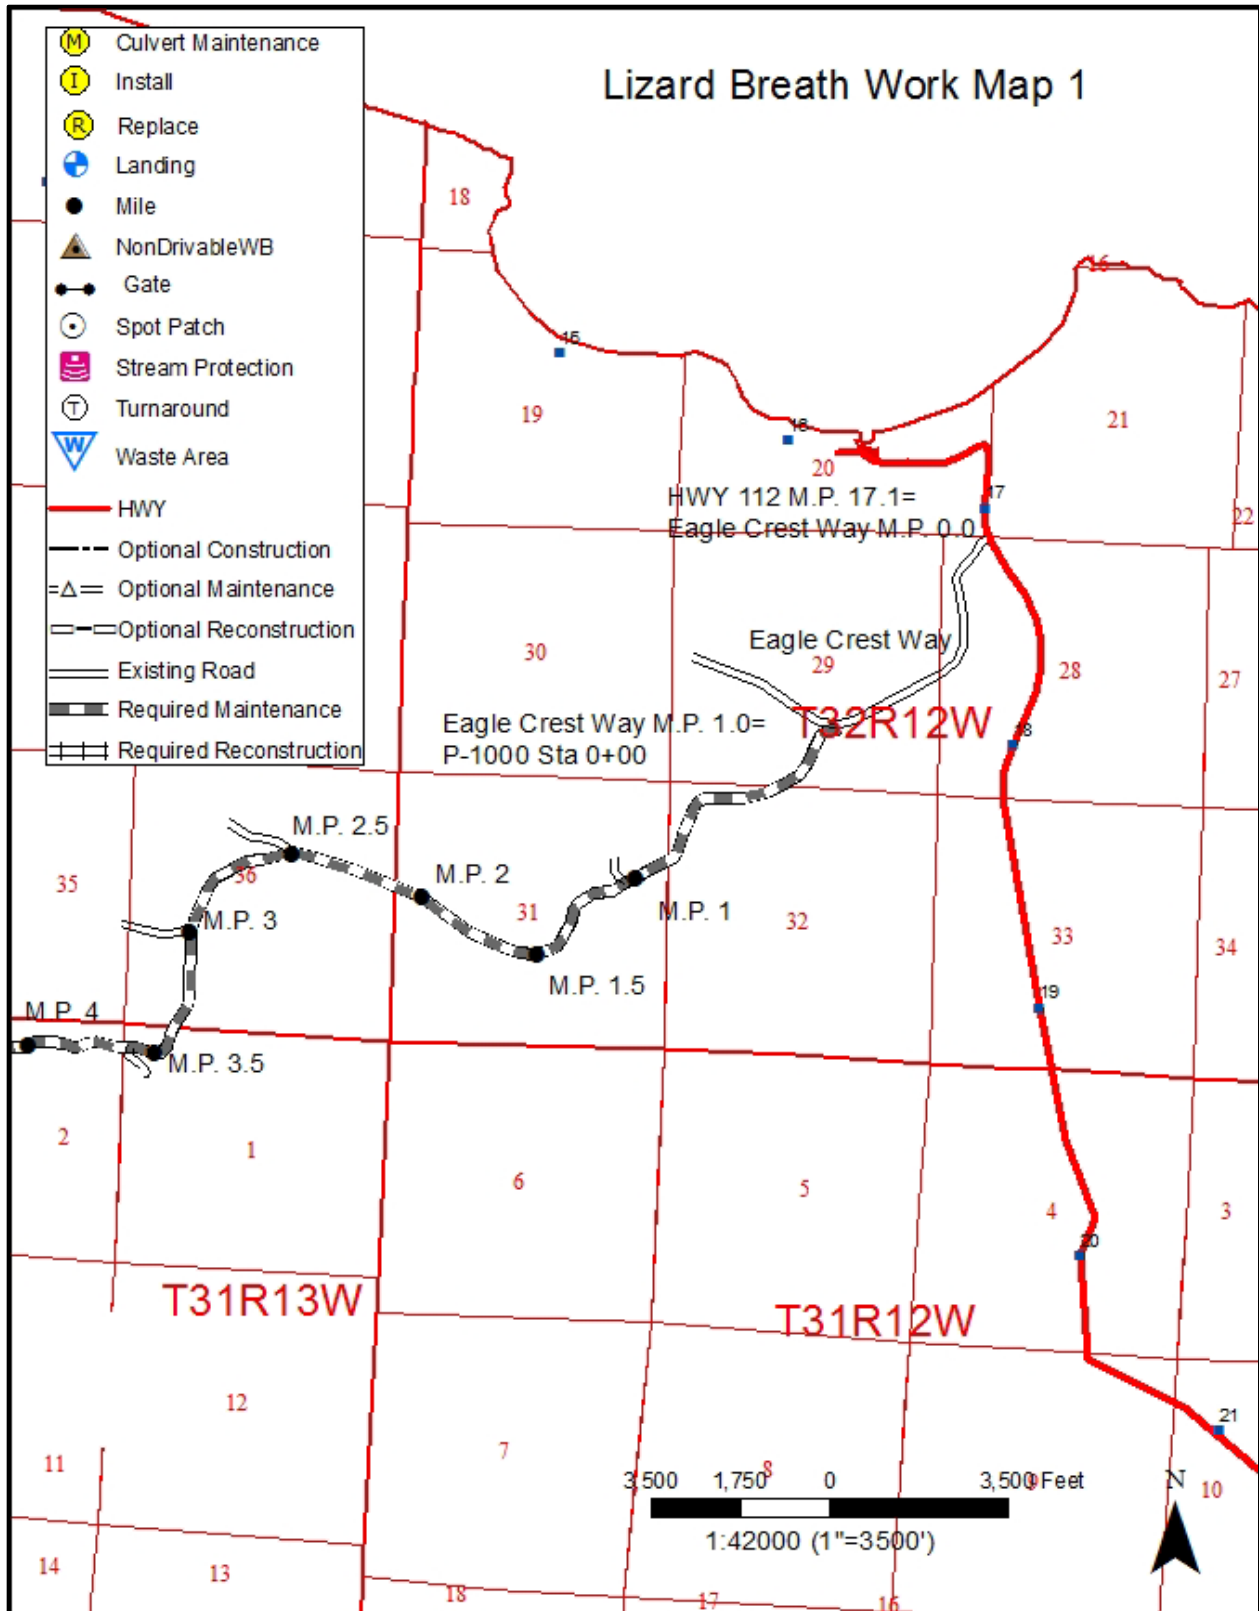 Lizard Breath Work Map 1
M Culvert Maintenance
I Install
R Replace
Landing
Mile
NonDrivableWB
Gate
Spot Patch
Stream Protection
T Turnaround
W Waste Area
HWY
Optional Construction
Optional Maintenance
Optional Reconstruction
Existing Road
Required Maintenance
Required Reconstruction
18
16
15
19
21
16
20
HWY 112 M.P. 17.1=
17
22
Eagle Crest Way M.P. 0.0
30
Eagle Crest Way
29
28
27
Eagle Crest Way M.P. 1.0=
P-1000 Sta 0+00
T32R12W
18
M.P. 2.5
35
36
M.P. 2
31
M.P. 1
32
33
34
M.P. 3
M.P. 1.5
19
M.P. 4
M.P. 3.5
2
1
6
5
4
3
20
T31R13W
T31R12W
12
7
21
11
8
9
10
3,500 1,750 0 3,500 Feet
N
1:42000 (1"=3500')
14
13
18
17
16